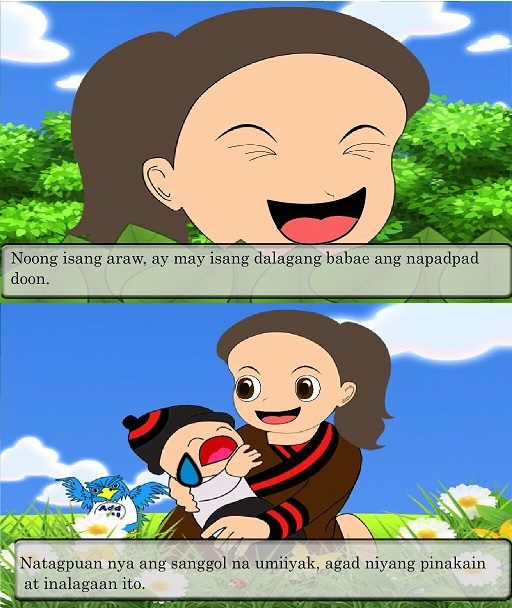 Noong isang araw, ay may isang dalagang babae ang napadpad
doon.
Natagpuan nya ang sanggol na umiiyak, agad niyang pinakain
at inalagaan ito.